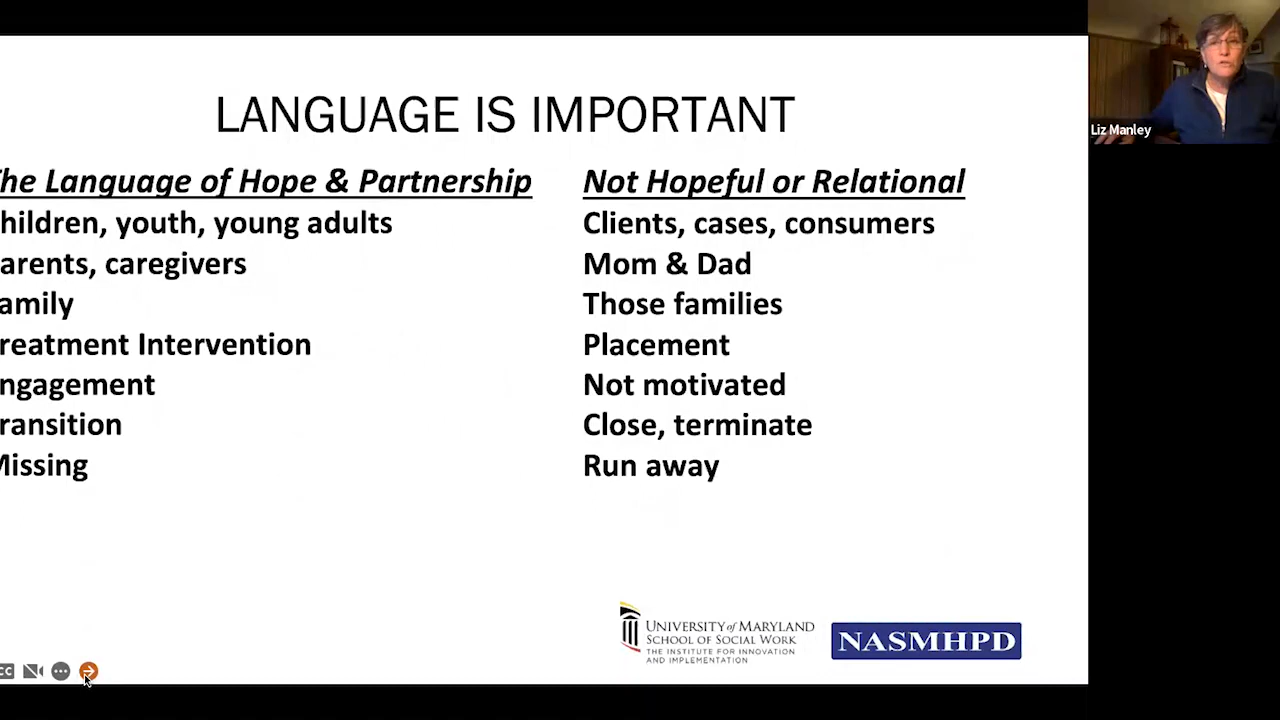 LANGUAGE IS IMPORTANT
The Language of Hope & Partnership
hildren, youth, young adults
arents, caregivers
amily
reatment Intervention
ngagement
ransition
Missing
Not Hopeful or Relational
Clients, cases, consumers
Mom & Dad
Those families
Placement
Not motivated
Close, terminate
Run away
UNIVERSITY of MARYLAND
SCHOOL OF SOCIAL WORK
THE INSTITUTE FOR INNOVATION
AND IMPLEMENTATION
NASMHPD
CC
Liz Manley